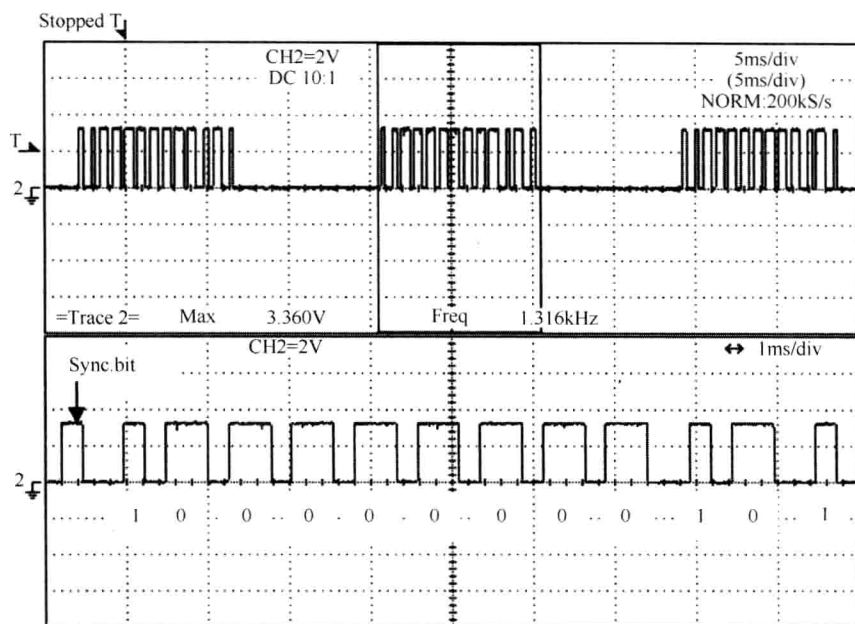 Stopped T
CH2=2V
DC 10:1
5ms/div
(5ms/div)
NORM:200kS/s
T
2
=Trace 2= Max 3.360V Freq 1.316kHz
CH2=2V
1ms/div
Sync.bit
2
1 0 0 0 0 0 0 0 0 1 0 1